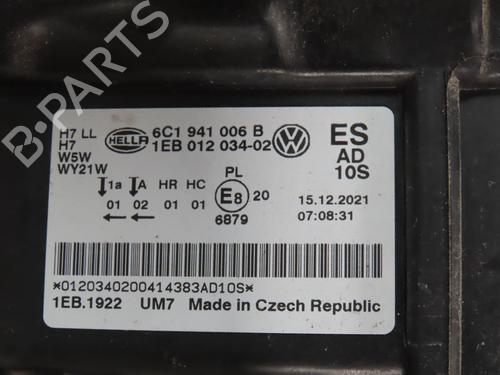 H7 LL
H7
W5W
WY21W
HELLA
6C1 941 006 B
1EB 012 034-02
VW
ES
AD
10S
1a A HR HC
01 02 01 01
PL
E8 20
6879
15.12.2021
07:08:31
*0120340200414383AD10S*
1EB.1922 UM7 Made in Czech Republic
B-PARTS